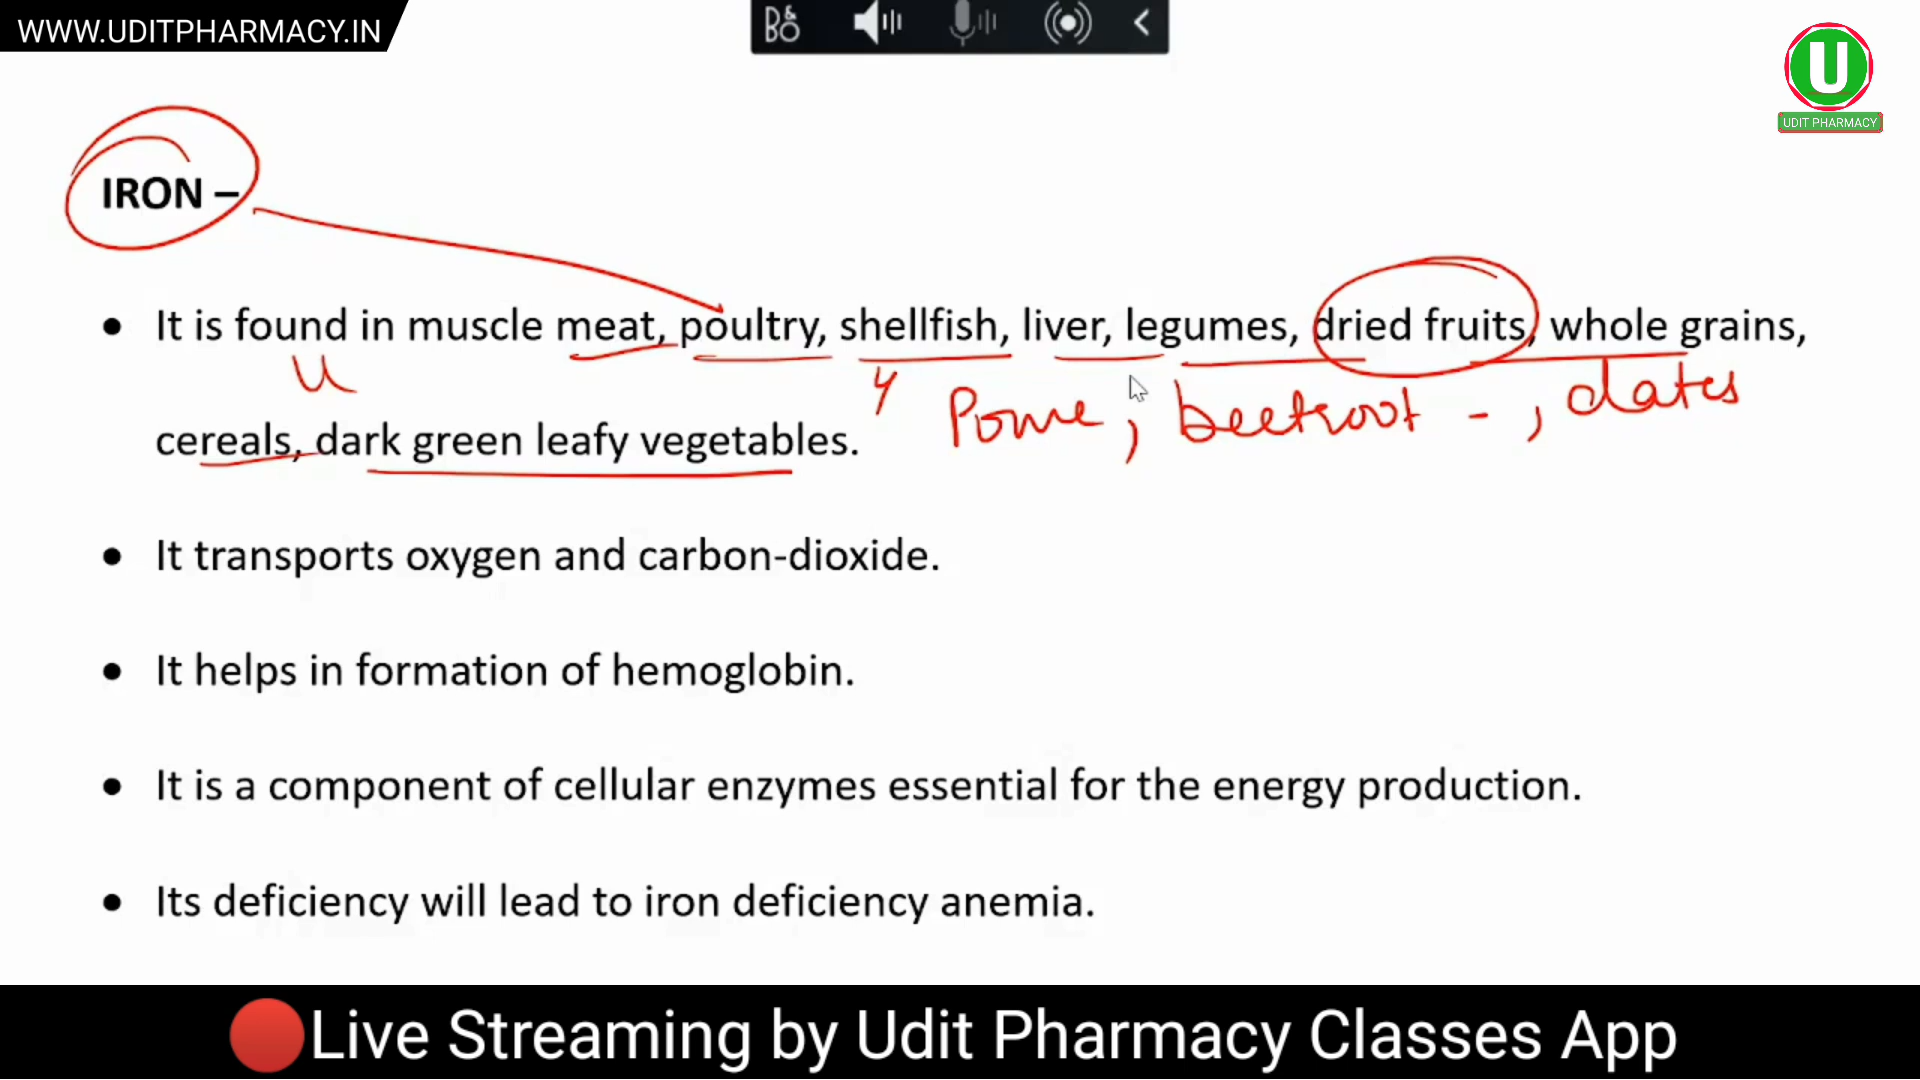 WWW.UDITPHARMACY.IN
B&O
U
UDIT PHARMACY
IRON –
• It is found in muscle meat, poultry, shellfish, liver, legumes, dried fruits, whole grains,
Pome, beetroot - , dates
cereals, dark green leafy vegetables.
• It transports oxygen and carbon-dioxide.
• It helps in formation of hemoglobin.
• It is a component of cellular enzymes essential for the energy production.
• Its deficiency will lead to iron deficiency anemia.
Live Streaming by Udit Pharmacy Classes App